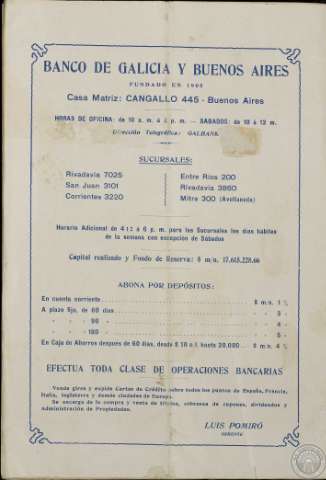 BANCO DE GALICIA Y BUENOS AIRES
FUNDADO EN 1905
Casa Matriz: CANGALLO 445 - Buenos Aires
HORAS DE OFICINA: de 10 a. m. á 4 p. m. - SABADOS: de 10 á 12 m.
Dirección Telegráfica: GALBANK
SUCURSALES:
Rivadavia 7025
San Juan 3101
Corrientes 3220
Entre Rios 200
Rivadavia 3860
Mitre 300 (Avellaneda)
Horario Adicional de 4 1/2 á 6 p. m. para las Sucursales los dias hábiles
de la semana con excepción de Sábados
Capital realizado y Fondo de Reserva: $ m/n. 17.615.228.66
ABONA POR DEPÓSITOS:
En cuenta corriente $ m/n. 1 %
A plazo fijo, de 60 días » 3 »
» » » 90 » » 4 »
» » » 180 » » 5 »
En Caja de Ahorros después de 60 días, desde $ 10 a hasta 20,000 $ m/n. 4 %
EFECTUA TODA CLASE DE OPERACIONES BANCARIAS
Vende giros y expide Cartas de Crédito sobre todos los puntos de España, Francia,
Italia, Inglaterra y demás ciudades de Europa.
Se encarga de la compra y venta de títulos, cobranza de cupones, dividendos y
administración de Propiedades.
LUIS POMIRÓ
GERENTE